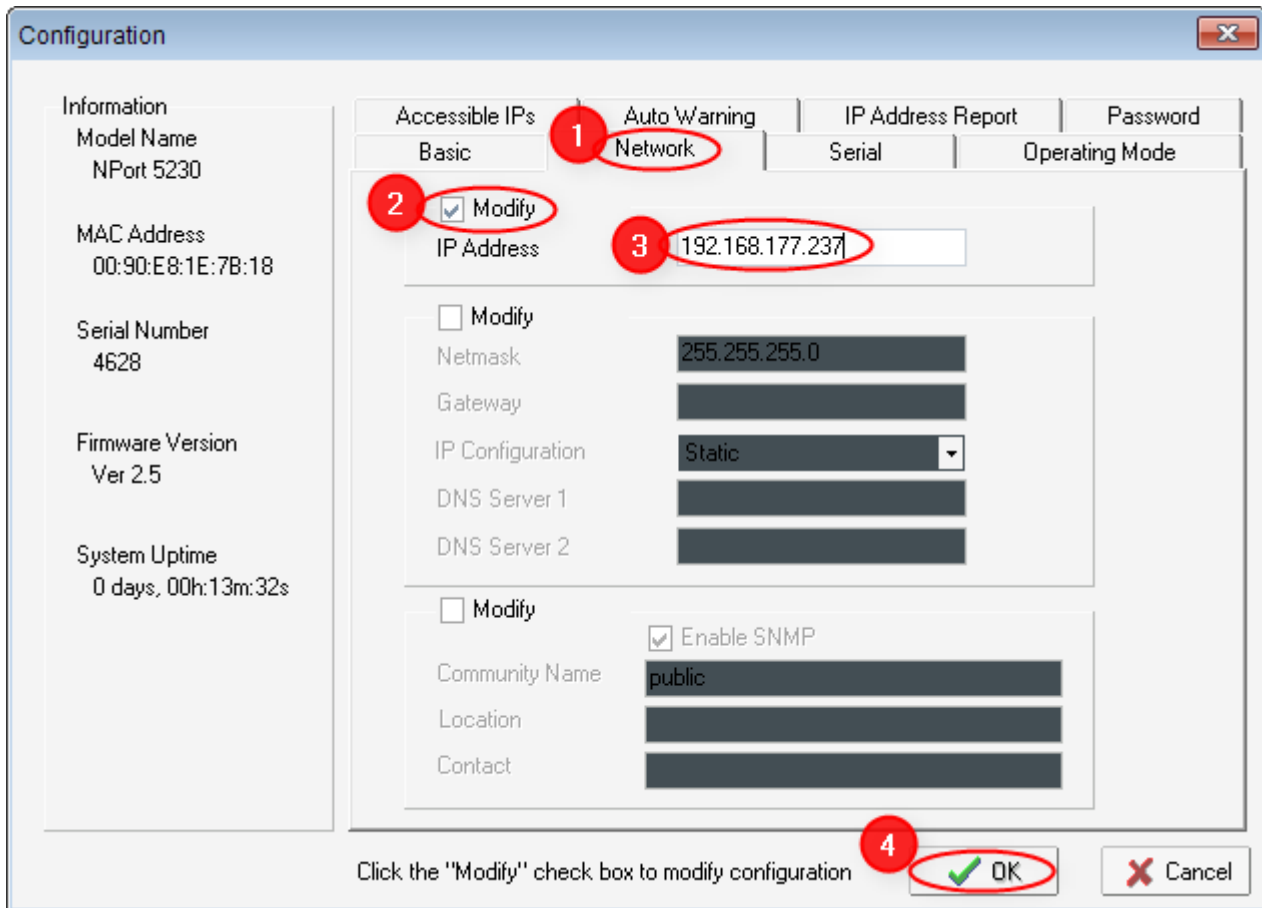 Configuration
Information
Model Name
NPort 5230
MAC Address
00:90:E8:1E:7B:18
Serial Number
4628
Firmware Version
Ver 2.5
System Uptime
0 days, 00h:13m:32s
Accessible IPs
Auto Warning
IP Address Report
Password
Basic
1
Network
Serial
Operating Mode
2
Modify
IP Address
3
192.168.177.237
Modify
Netmask
255.255.255.0
Gateway
IP Configuration
Static
DNS Server 1
DNS Server 2
Modify
Enable SNMP
Community Name
public
Location
Contact
Click the "Modify" check box to modify configuration
4
OK
Cancel